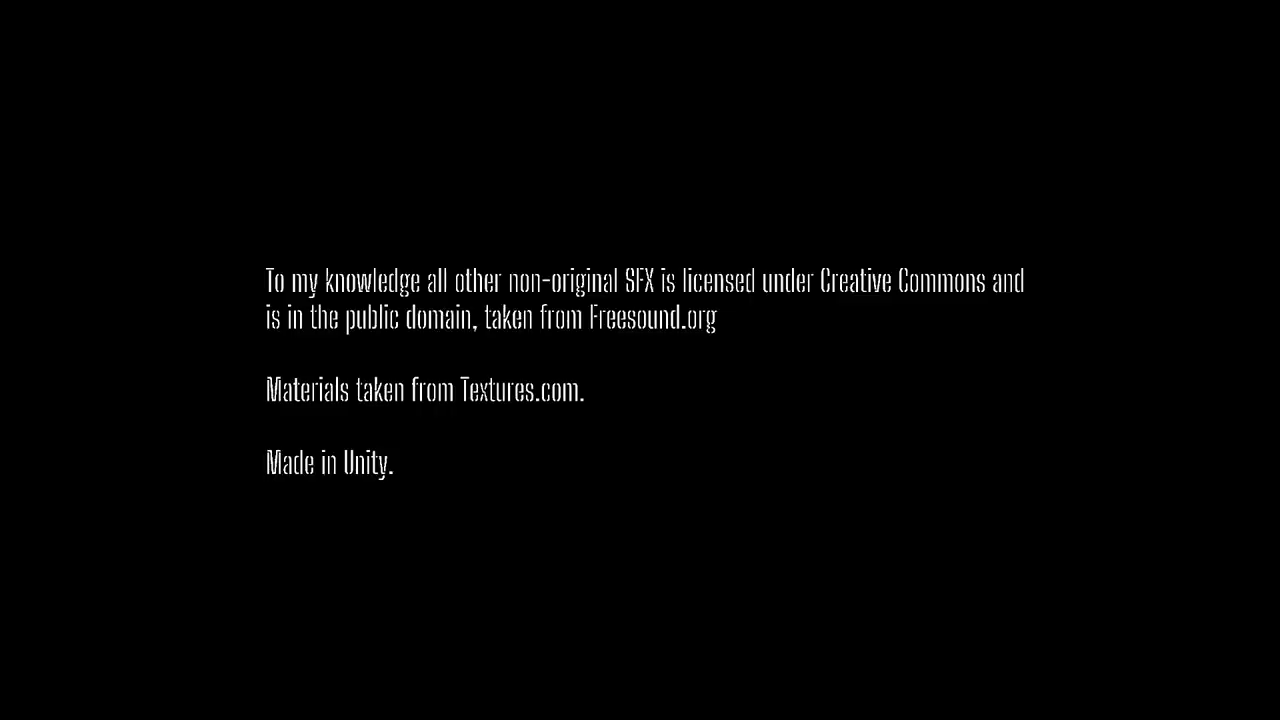 To my knowledge all other non-original SFX is licensed under Creative Commons and
is in the public domain, taken from Freesound.org
Materials taken from Textures.com.
Made in Unity.